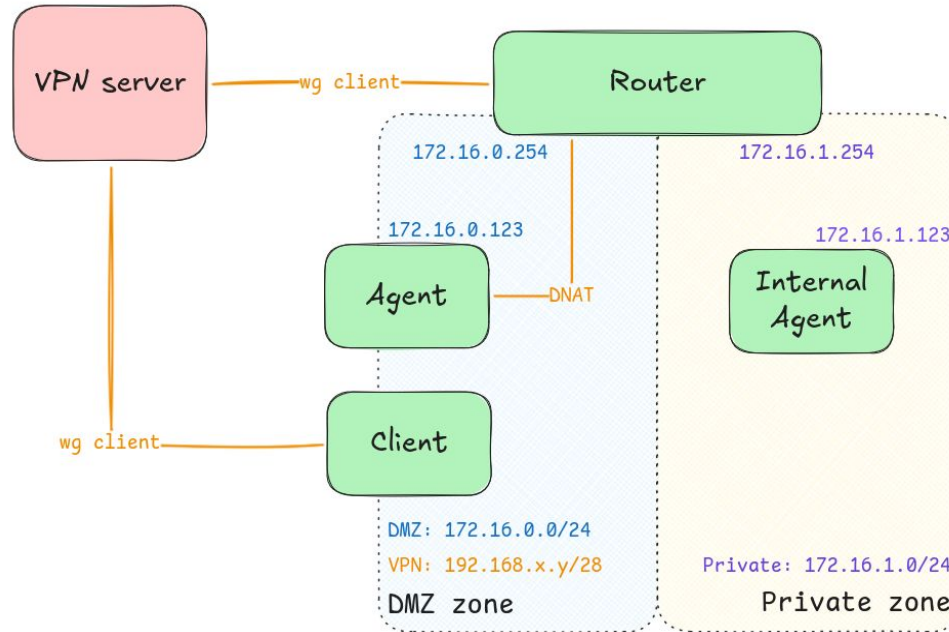 VPN server
wg client
Router
172.16.0.254
172.16.1.254
172.16.0.123
172.16.1.123
Agent
DNAT
Internal
Agent
wg client
Client
DMZ: 172.16.0.0/24
VPN: 192.168.x.y/28
Private: 172.16.1.0/24
DMZ zone
Private zone